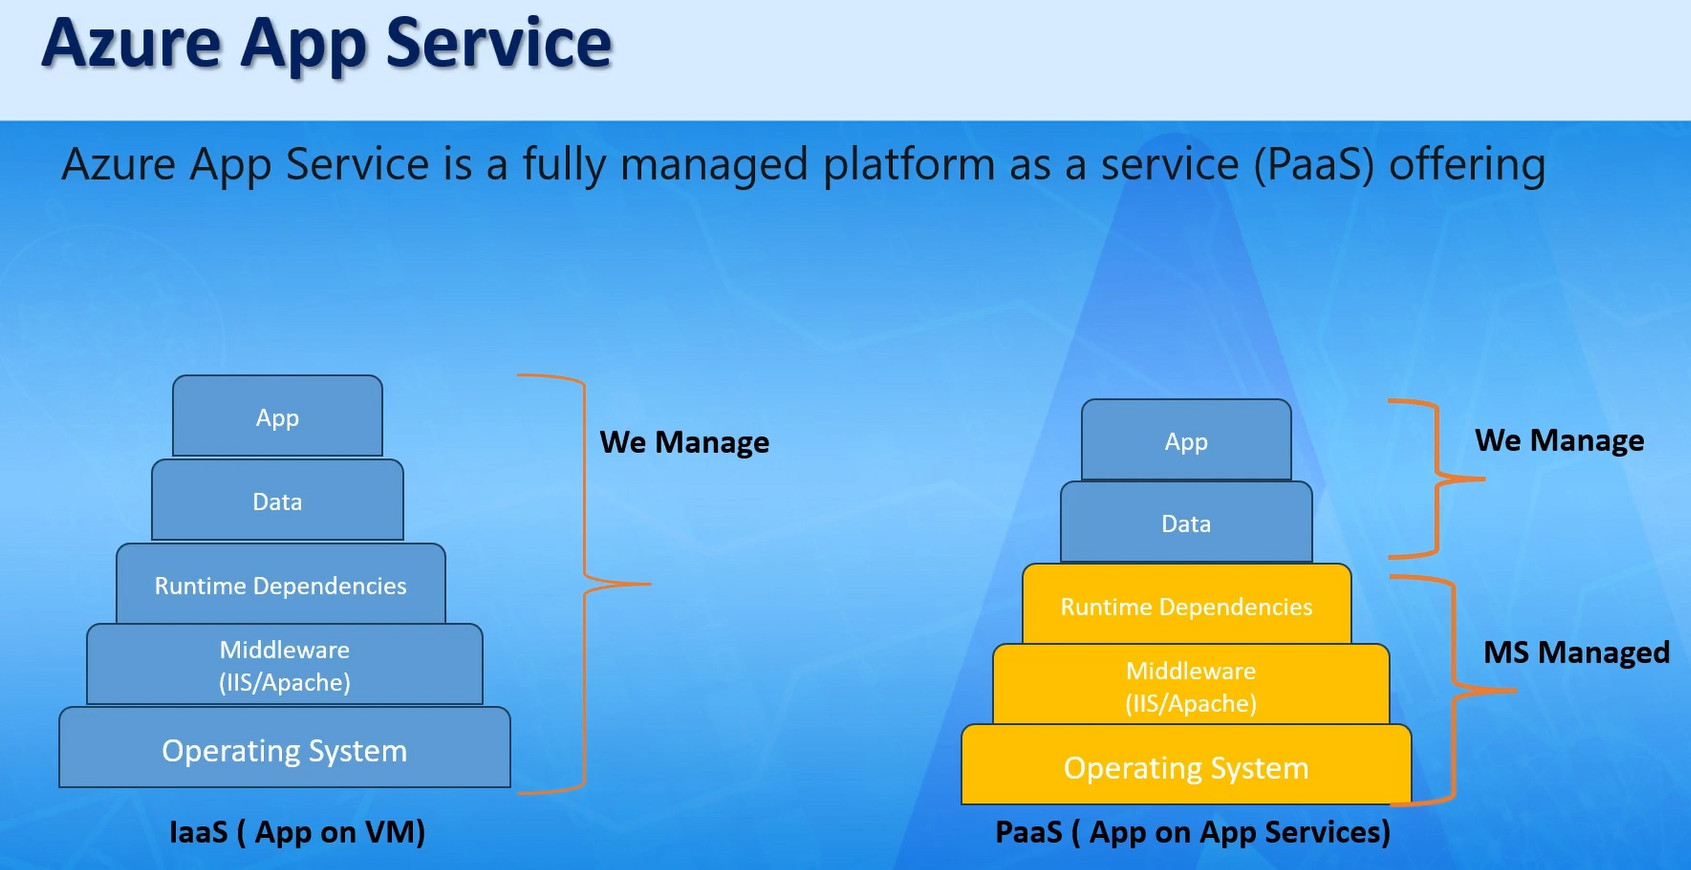 Azure App Service
Azure App Service is a fully managed platform as a service (PaaS) offering
App
Data
Runtime Dependencies
Middleware
(IIS/Apache)
Operating System
We Manage
IaaS ( App on VM)
App
Data
Runtime Dependencies
Middleware
(IIS/Apache)
Operating System
We Manage
MS Managed
PaaS ( App on App Services)